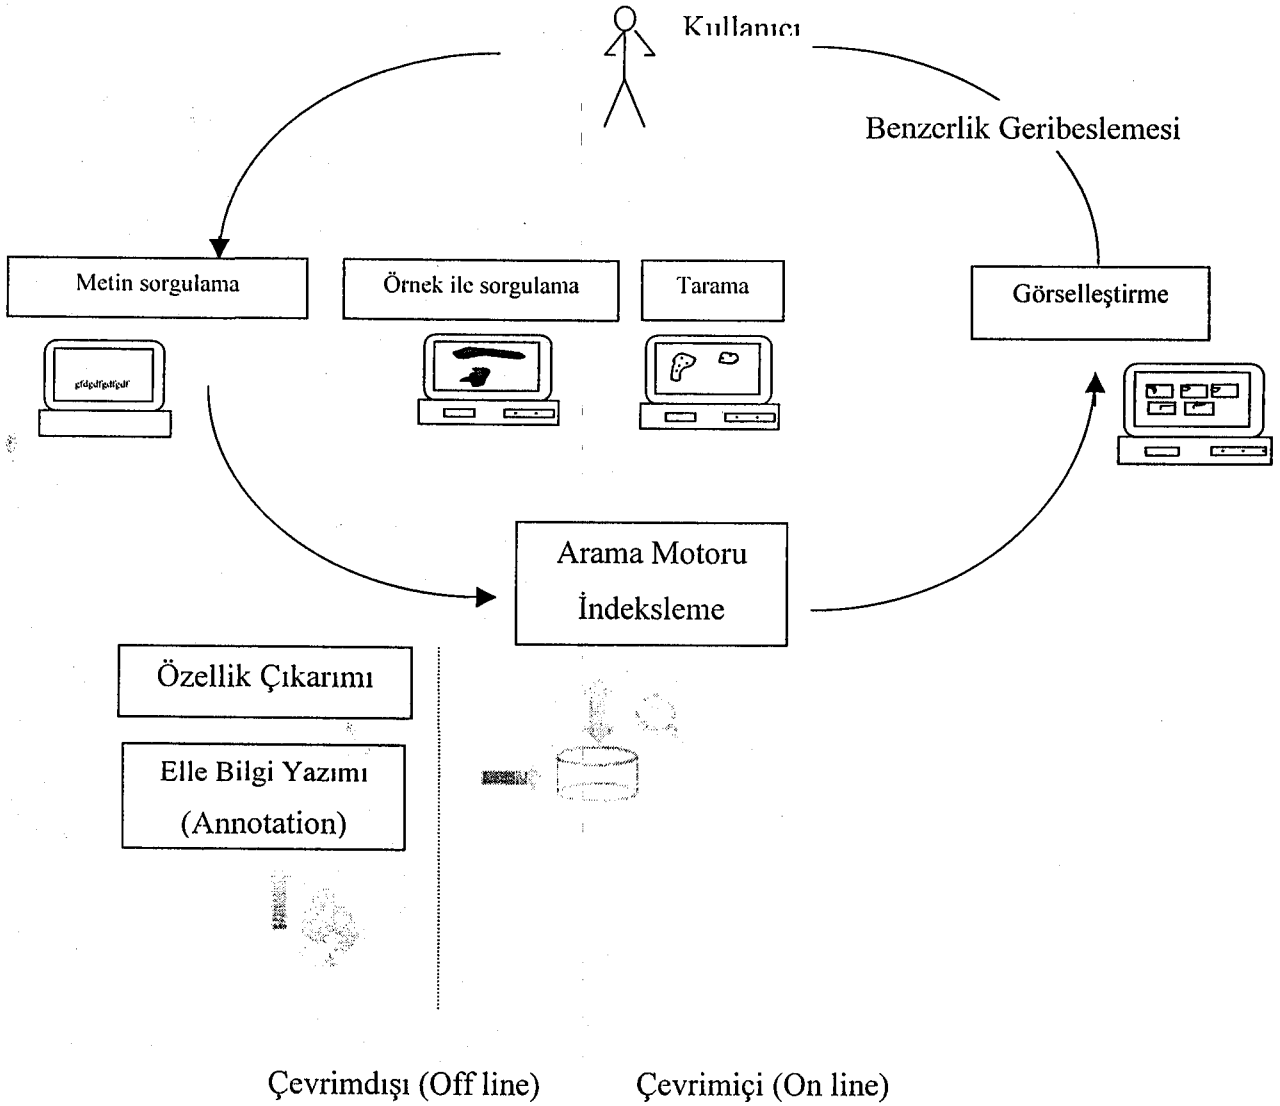 Kullanıcı
Benzerlik Geribeslemesi
Metin sorgulama
Örnek ile sorgulama
Tarama
Görselleştirme
gfdgdfgdfgdf
Arama Motoru
İndeksleme
Özellik Çıkarımı
Elle Bilgi Yazımı
(Annotation)
Çevrimdışı (Off line)
Çevrimiçi (On line)